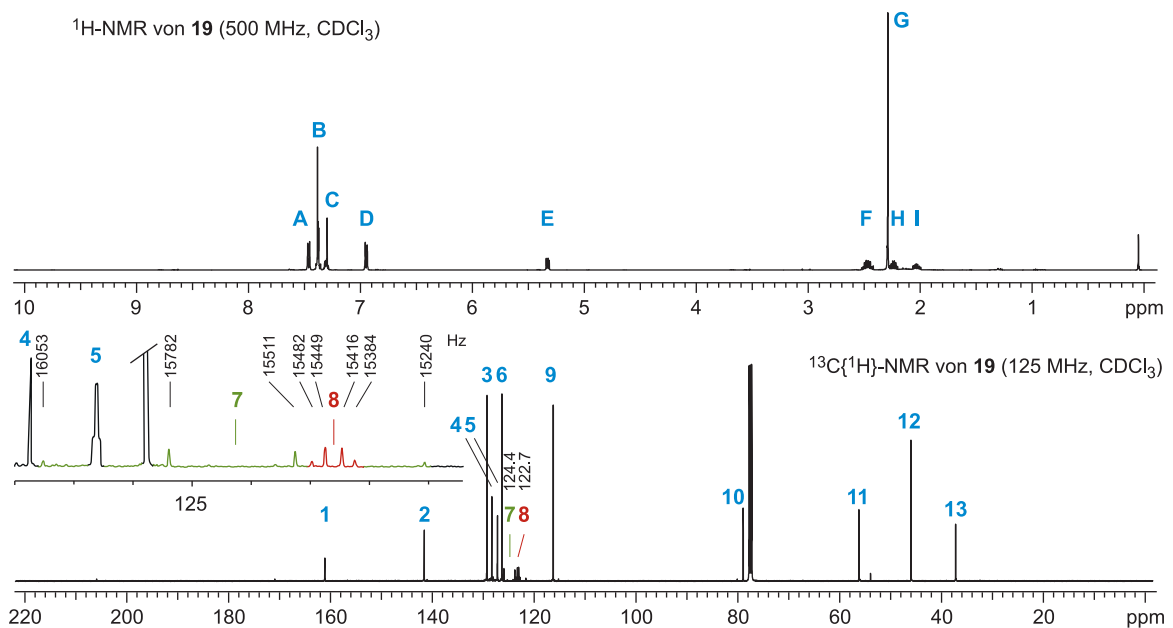 ¹H-NMR von 19 (500 MHz, CDCl₃)
G
B
C
A
D
E
F
H
I
10 9 8 7 6 5 4 3 2 1 ppm
4
16053
5
15782
15511
15482
15449
15416
15384
15240
Hz
7
8
125
¹³C{¹H}-NMR von 19 (125 MHz, CDCl₃)
3 6
9
4 5
124.4
122.7
7 8
12
10
11
13
1
2
220 200 180 160 140 120 100 80 60 40 20 ppm